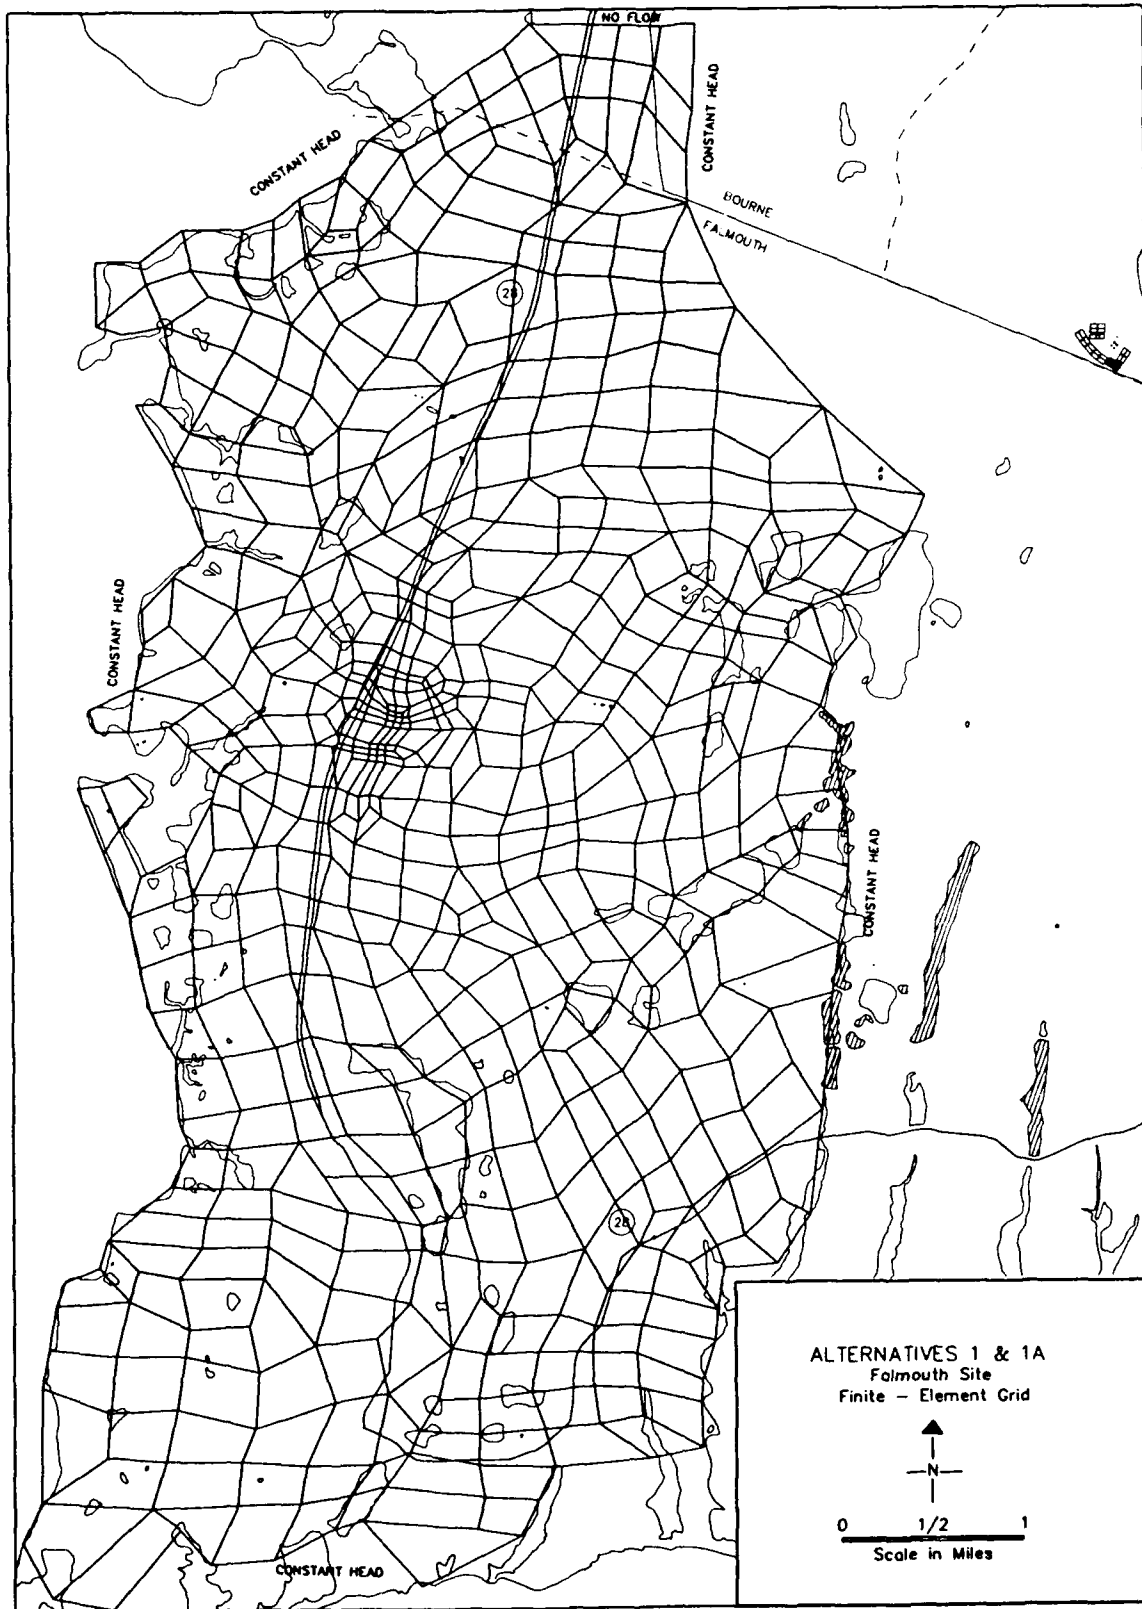 NO FLOW
CONSTANT HEAD
CONSTANT HEAD
BOURNE
FALMOUTH
28
CONSTANT HEAD
CONSTANT HEAD
28
CONSTANT HEAD
ALTERNATIVES 1 & 1A
Falmouth Site
Finite - Element Grid
N
0 1/2 1
Scale in Miles